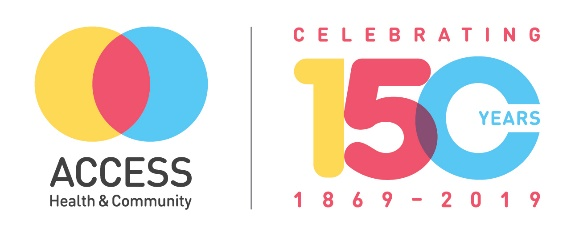 ACCESS
Health & Community
CELEBRATING
150
YEARS
1869-2019